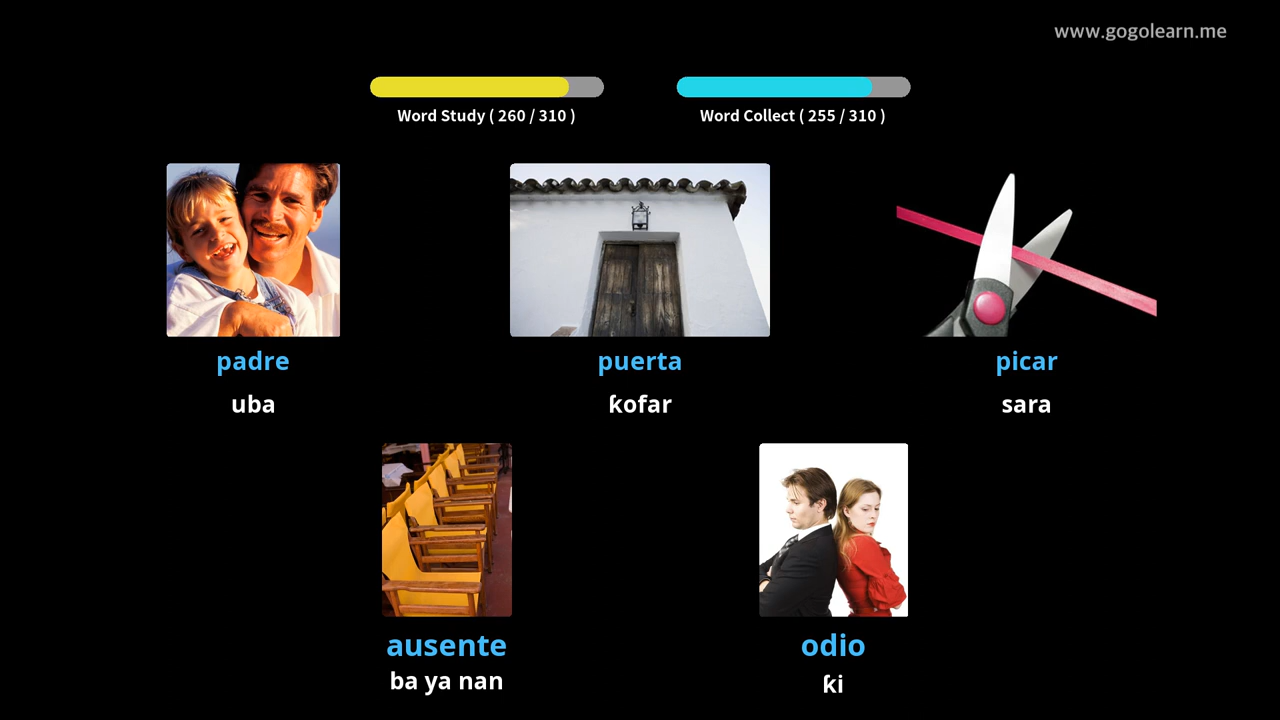 www.gogolearn.me
Word Study ( 260 / 310 )
Word Collect ( 255 / 310 )
padre
puerta
picar
uba
ƙofar
sara
ausente
odio
ba ya nan
ƙi